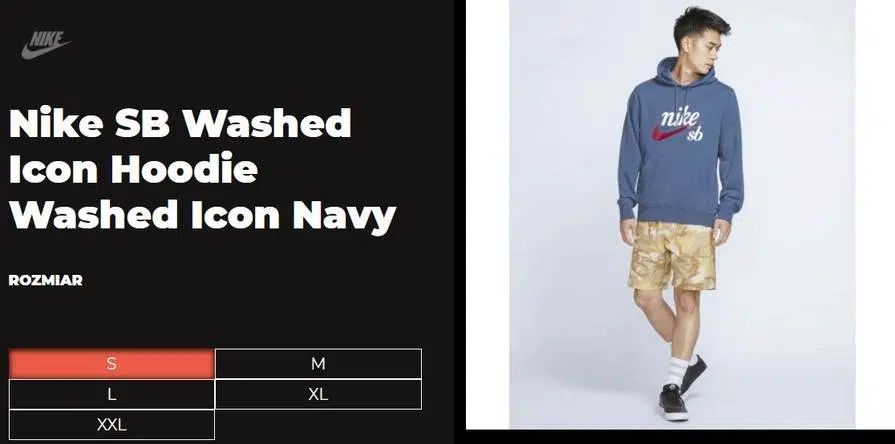 NIKE
Nike SB Washed
Icon Hoodie
Washed Icon Navy
ROZMIAR
S
M
L
XL
XXL
nike
sb